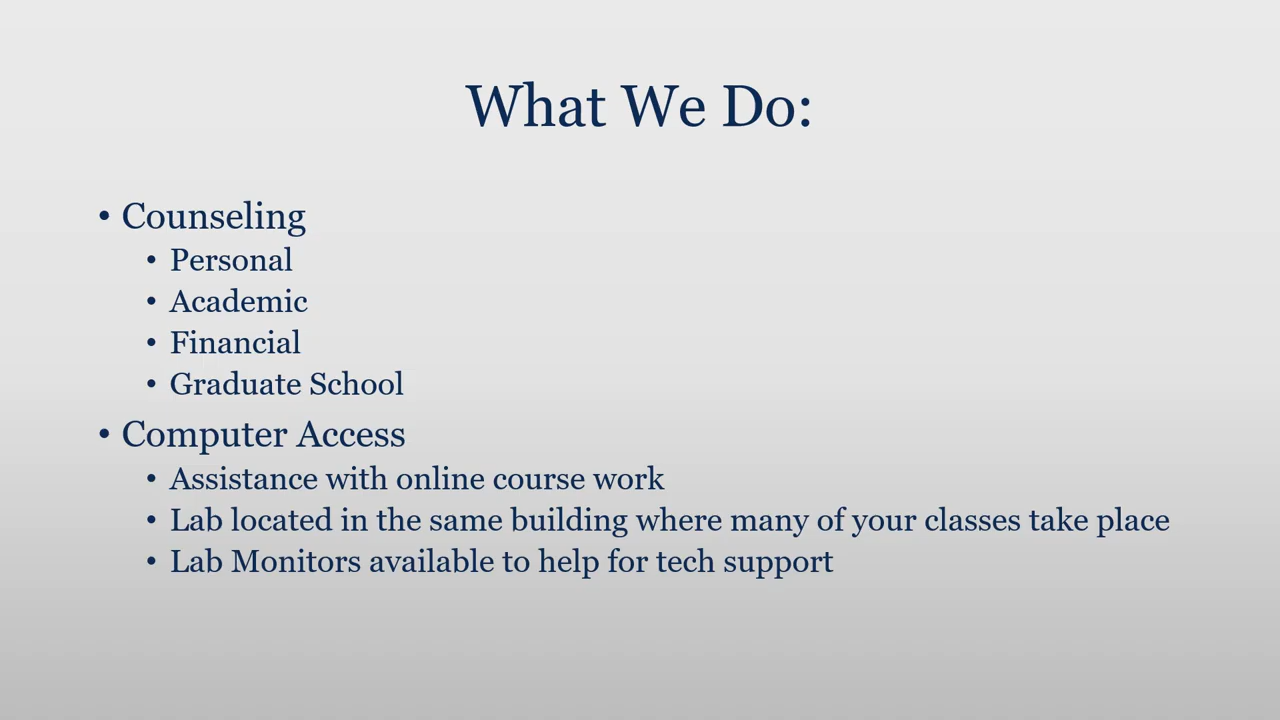 What We Do:
• Counseling
• Personal
• Academic
• Financial
• Graduate School
• Computer Access
• Assistance with online course work
• Lab located in the same building where many of your classes take place
• Lab Monitors available to help for tech support